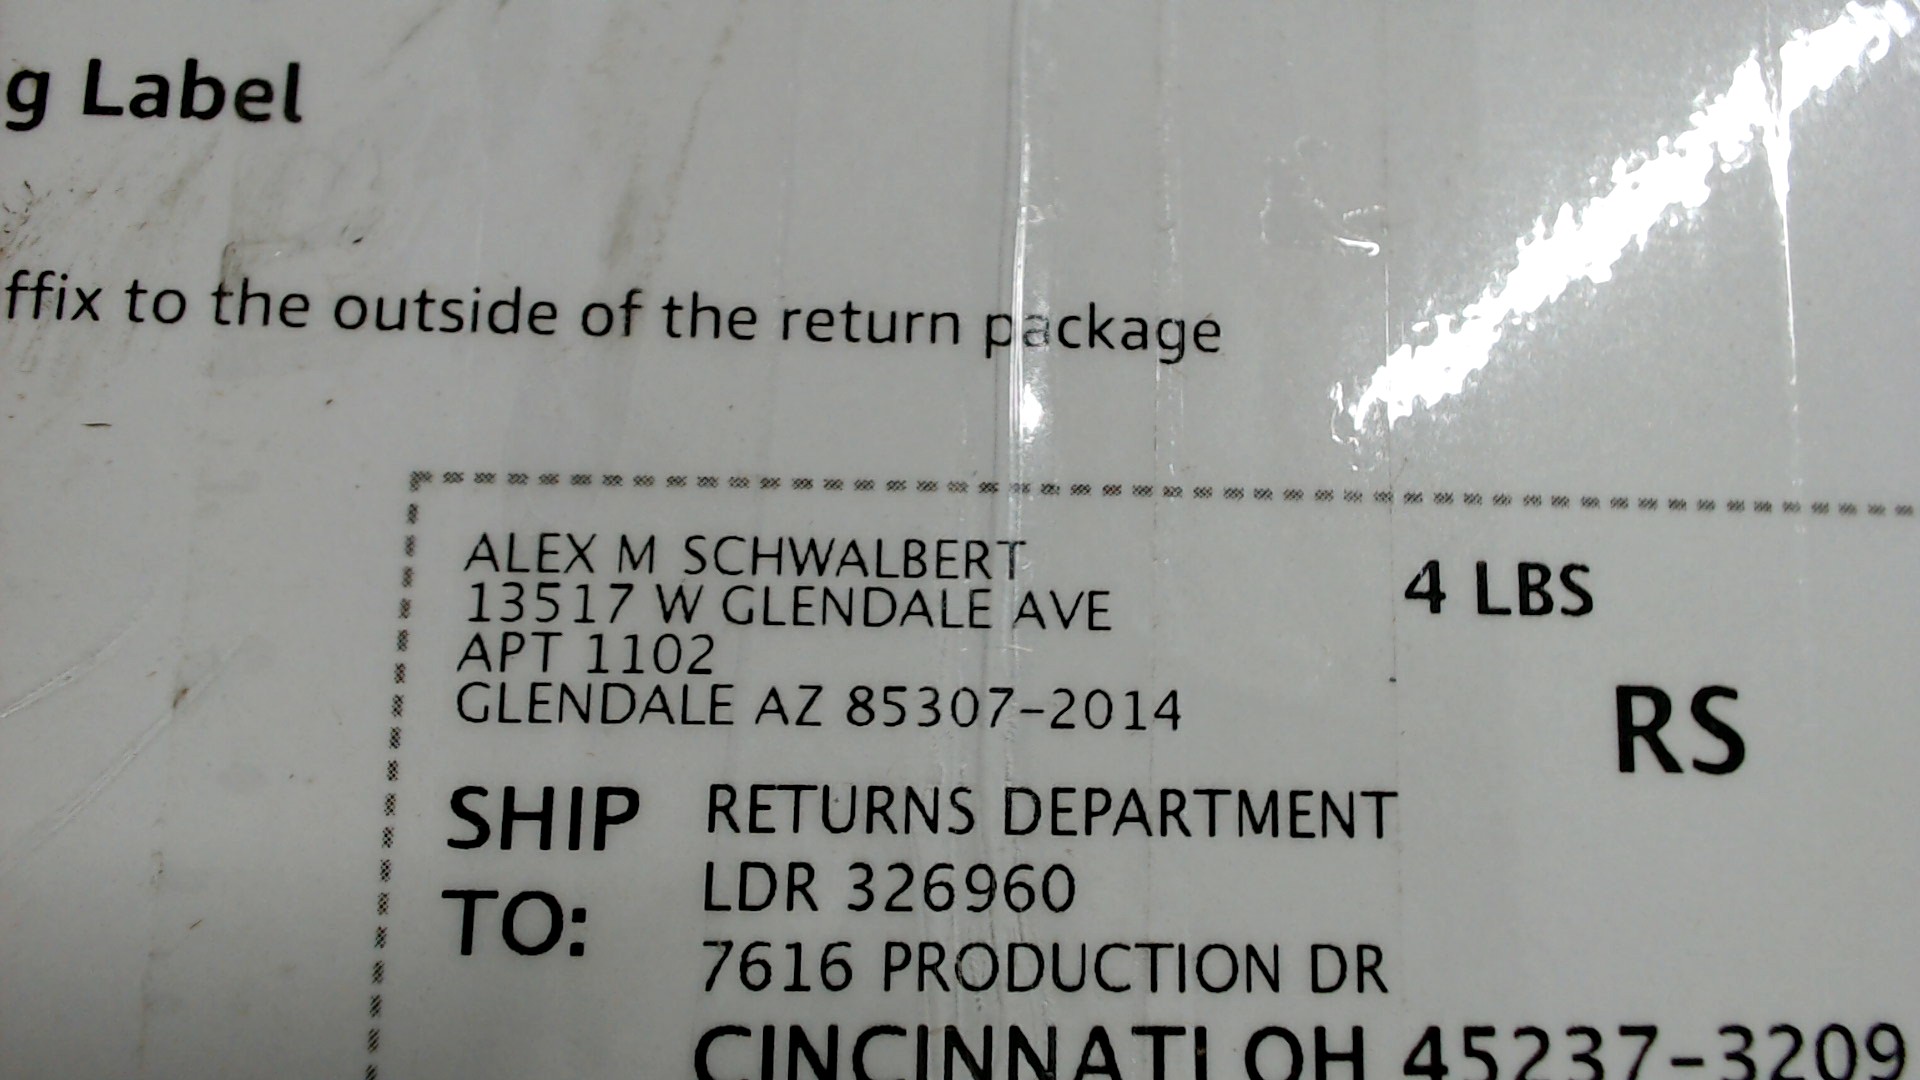 g Label
ffix to the outside of the return package
ALEX M SCHWALBERT
13517 W GLENDALE AVE
APT 1102
GLENDALE AZ 85307-2014
4 LBS
RS
SHIP TO:
RETURNS DEPARTMENT
LDR 326960
7616 PRODUCTION DR
CINCINNATI OH 45237-3209